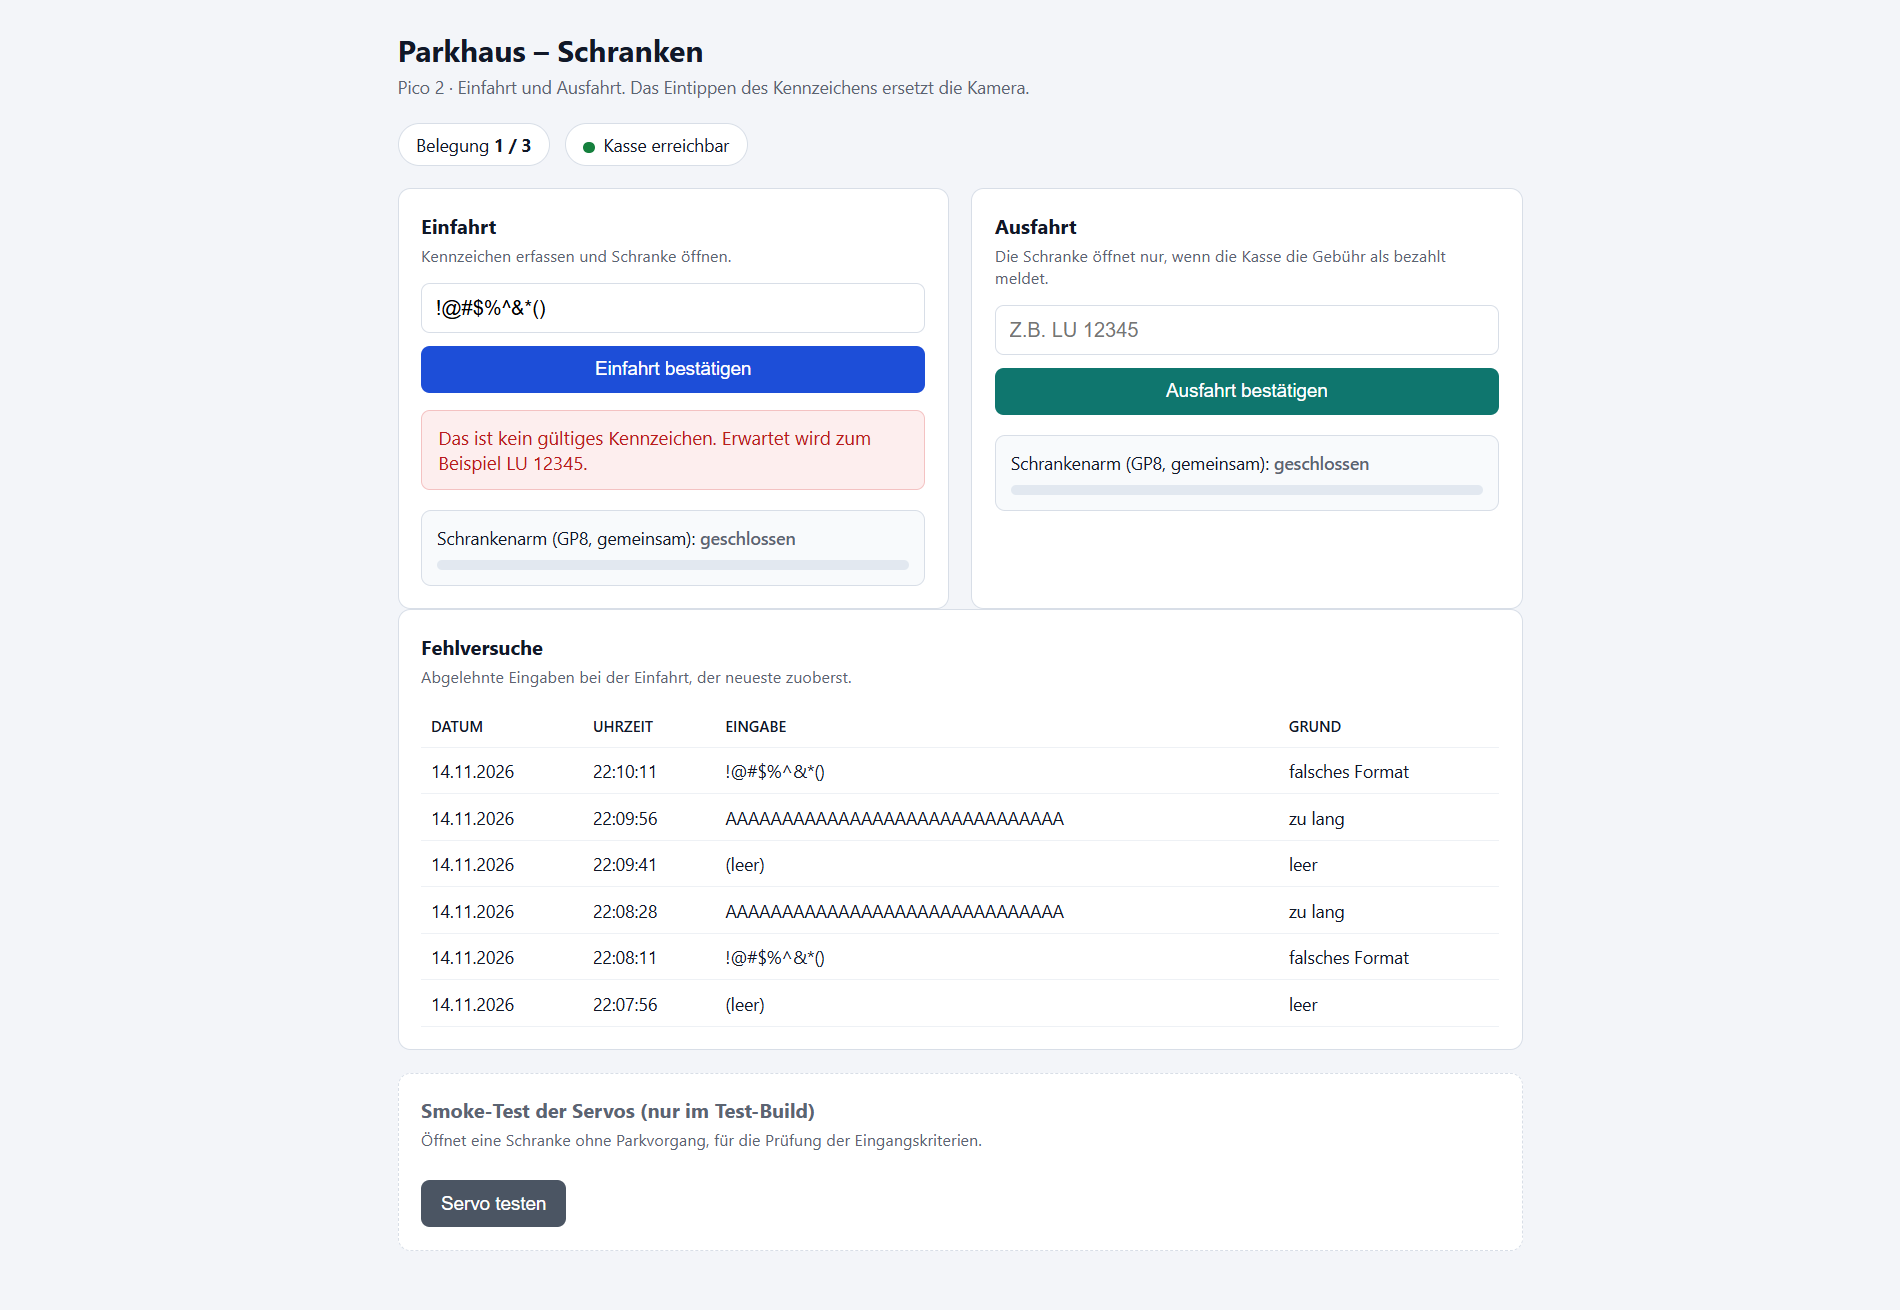 Parkhaus – Schranken
Pico 2 · Einfahrt und Ausfahrt. Das Eintippen des Kennzeichens ersetzt die Kamera.
Belegung 1 / 3
Kasse erreichbar
Einfahrt
Kennzeichen erfassen und Schranke öffnen.
!@#$%^&*()
Einfahrt bestätigen
Das ist kein gültiges Kennzeichen. Erwartet wird zum
Beispiel LU 12345.
Schrankenarm (GP8, gemeinsam): geschlossen
Ausfahrt
Die Schranke öffnet nur, wenn die Kasse die Gebühr als bezahlt
meldet.
Z.B. LU 12345
Ausfahrt bestätigen
Schrankenarm (GP8, gemeinsam): geschlossen
Fehlversuche
Abgelehnte Eingaben bei der Einfahrt, der neueste zuoberst.
DATUM UHRZEIT EINGABE GRUND
14.11.2026 22:10:11 !@#$%^&*() falsches Format
14.11.2026 22:09:56 AAAAAAAAAAAAAAAAAAAAAAAAAAAAAA zu lang
14.11.2026 22:09:41 (leer) leer
14.11.2026 22:08:28 AAAAAAAAAAAAAAAAAAAAAAAAAAAAAA zu lang
14.11.2026 22:08:11 !@#$%^&*() falsches Format
14.11.2026 22:07:56 (leer) leer
Smoke-Test der Servos (nur im Test-Build)
Öffnet eine Schranke ohne Parkvorgang, für die Prüfung der Eingangskriterien.
Servo testen